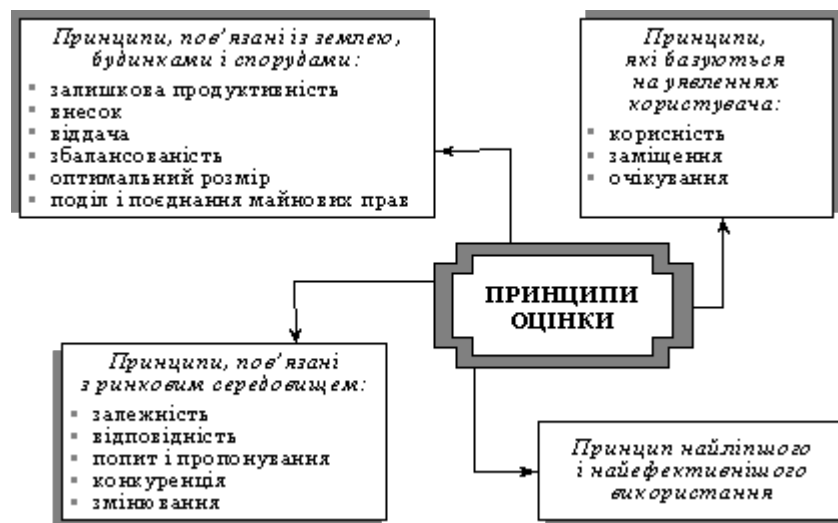 Принципи, пов’язані із землею,
будинками і спорудами:
залишкова продуктивність
внесок
віддача
збалансованість
оптимальний розмір
поділ і поєднання майнових прав
Принципи,
які базуються
на уявленнях
користувача:
корисність
заміщення
очікування
ПРИНЦИПИ
ОЦІНКИ
Принципи, пов’язані
з ринковим середовищем:
залежність
відповідність
попит і пропонування
конкуренція
змінювання
Принцип найліпшого
і найефективнішого
використання